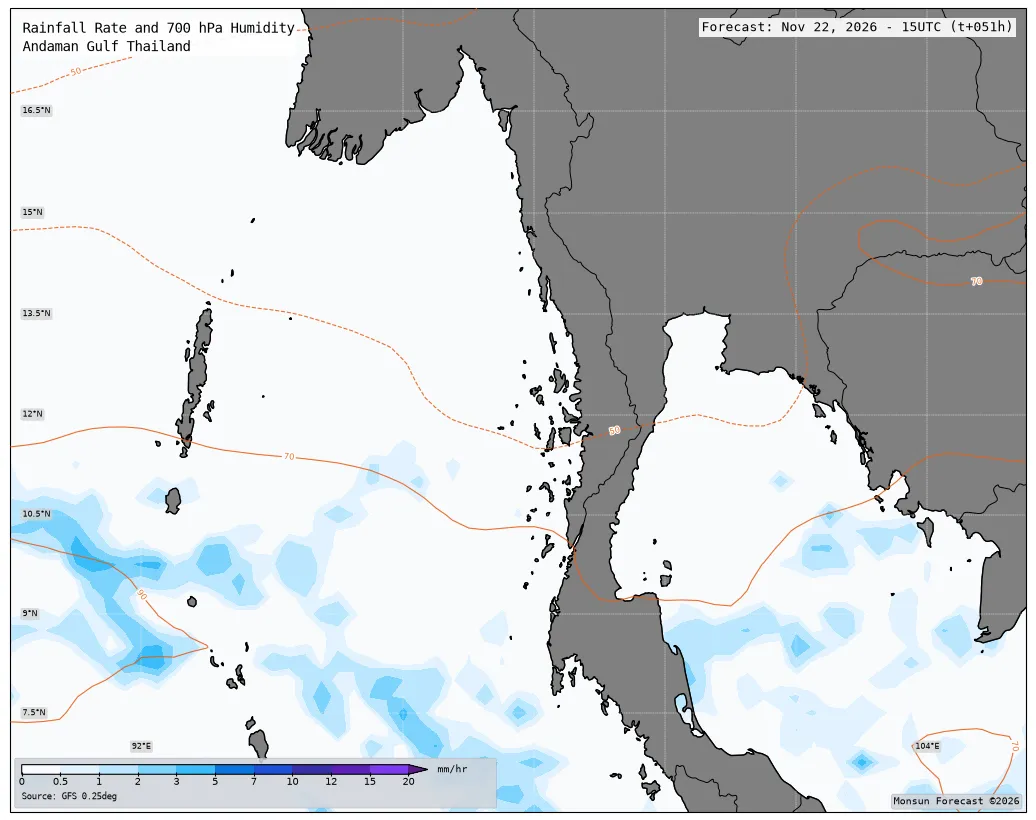 Rainfall Rate and 700 hPa Humidity
Andaman Gulf Thailand
Forecast: Nov 22, 2026 - 15UTC (t+051h)
50
16.5°N
15°N
70
13.5°N
12°N
50
70
10.5°N
90
9°N
7.5°N
92°E
104°E
70
0 0.5 1 2 3 5 7 10 12 15 20 mm/hr
Source: GFS 0.25deg
Monsun Forecast ©2026